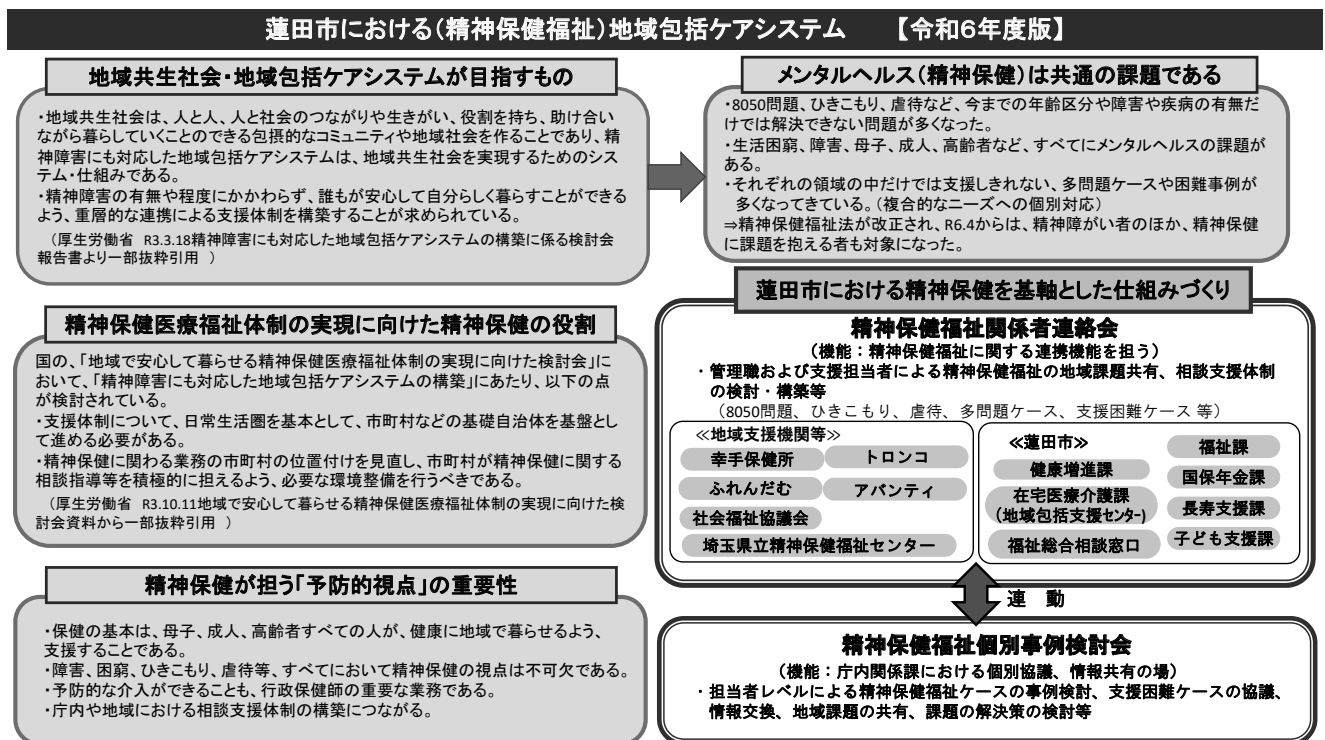 蓮田市における(精神保健福祉)地域包括ケアシステム 【令和6年度版】
地域共生社会・地域包括ケアシステムが目指すもの
・地域共生社会は、人と人、人と社会のつながりや生きがい、役割を持ち、助け合い
ながら暮らしていくことのできる包摂的なコミュニティや地域社会を作ることであり、精
神障害にも対応した地域包括ケアシステムは、地域共生社会を実現するためのシス
テム・仕組みである。
・精神障害の有無や程度にかかわらず、誰もが安心して自分らしく暮らすことができる
よう、重層的な連携による支援体制を構築することが求められている。
(厚生労働省 R3.3.18精神障害にも対応した地域包括ケアシステムの構築に係る検討会
報告書より一部抜粋引用 )
メンタルヘルス(精神保健)は共通の課題である
・8050問題、ひきこもり、虐待など、今までの年齢区分や障害や疾病の有無だ
けでは解決できない問題が多くなった。
・生活困窮、障害、母子、成人、高齢者など、すべてにメンタルヘルスの課題が
ある。
・それぞれの領域の中だけでは支援しきれない、多問題ケースや困難事例が
多くなってきている。(複合的なニーズへの個別対応)
⇒精神保健福祉法が改正され、R6.4からは、精神障がい者のほか、精神保健
に課題を抱える者も対象になった。
精神保健医療福祉体制の実現に向けた精神保健の役割
国の、「地域で安心して暮らせる精神保健医療福祉体制の実現に向けた検討会」に
おいて、「精神障害にも対応した地域包括ケアシステムの構築」にあたり、以下の点
が検討されている。
・支援体制について、日常生活圏を基本として、市町村などの基礎自治体を基盤とし
て進める必要がある。
・精神保健に関わる業務の市町村の位置付けを見直し、市町村が精神保健に関する
相談指導等を積極的に担えるよう、必要な環境整備を行うべきである。
(厚生労働省 R3.10.11地域で安心して暮らせる精神保健医療福祉体制の実現に向けた検
討会資料から一部抜粋引用 )
精神保健が担う「予防的視点」の重要性
・保健の基本は、母子、成人、高齢者すべての人が、健康に地域で暮らせるよう、
支援することである。
・障害、困窮、ひきこもり、虐待等、すべてにおいて精神保健の視点は不可欠である。
・予防的な介入ができることも、行政保健師の重要な業務である。
・庁内や地域における相談支援体制の構築につながる。
蓮田市における精神保健を基軸とした仕組みづくり
精神保健福祉関係者連絡会
(機能:精神保健福祉に関する連携機能を担う)
・管理職および支援担当者による精神保健福祉の地域課題共有、相談支援体制
の検討・構築等
(8050問題、ひきこもり、虐待、多問題ケース、支援困難ケース 等)
≪地域支援機関等≫
幸手保健所 トロンコ
ふれんだむ アバンティ
社会福祉協議会
埼玉県立精神保健福祉センター
≪蓮田市≫
健康増進課
在宅医療介護課
(地域包括支援センター)
福祉総合相談窓口
福祉課
国保年金課
長寿支援課
子ども支援課
連 動
精神保健福祉個別事例検討会
(機能:庁内関係課における個別協議、情報共有の場)
・担当者レベルによる精神保健福祉ケースの事例検討、支援困難ケースの協議、
情報交換、地域課題の共有、課題の解決策の検討等